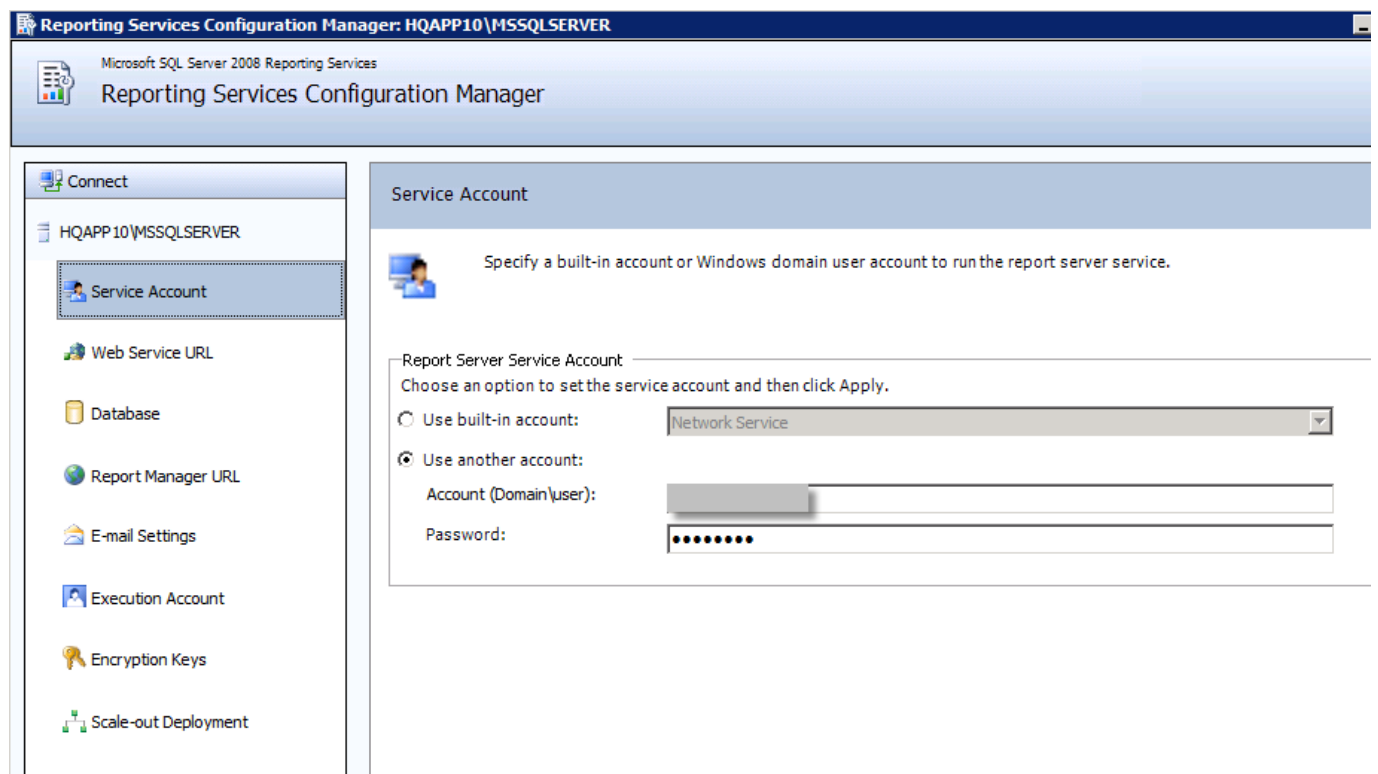 Reporting Services Configuration Manager: HQAPP10\MSSQLSERVER
Microsoft SQL Server 2008 Reporting Services
Reporting Services Configuration Manager
Connect
HQAPP10\MSSQLSERVER
Service Account
Web Service URL
Database
Report Manager URL
E-mail Settings
Execution Account
Encryption Keys
Scale-out Deployment
Service Account
Specify a built-in account or Windows domain user account to run the report server service.
Report Server Service Account
Choose an option to set the service account and then click Apply.
Use built-in account: Network Service
Use another account:
Account (Domain\user):
Password: ••••••••